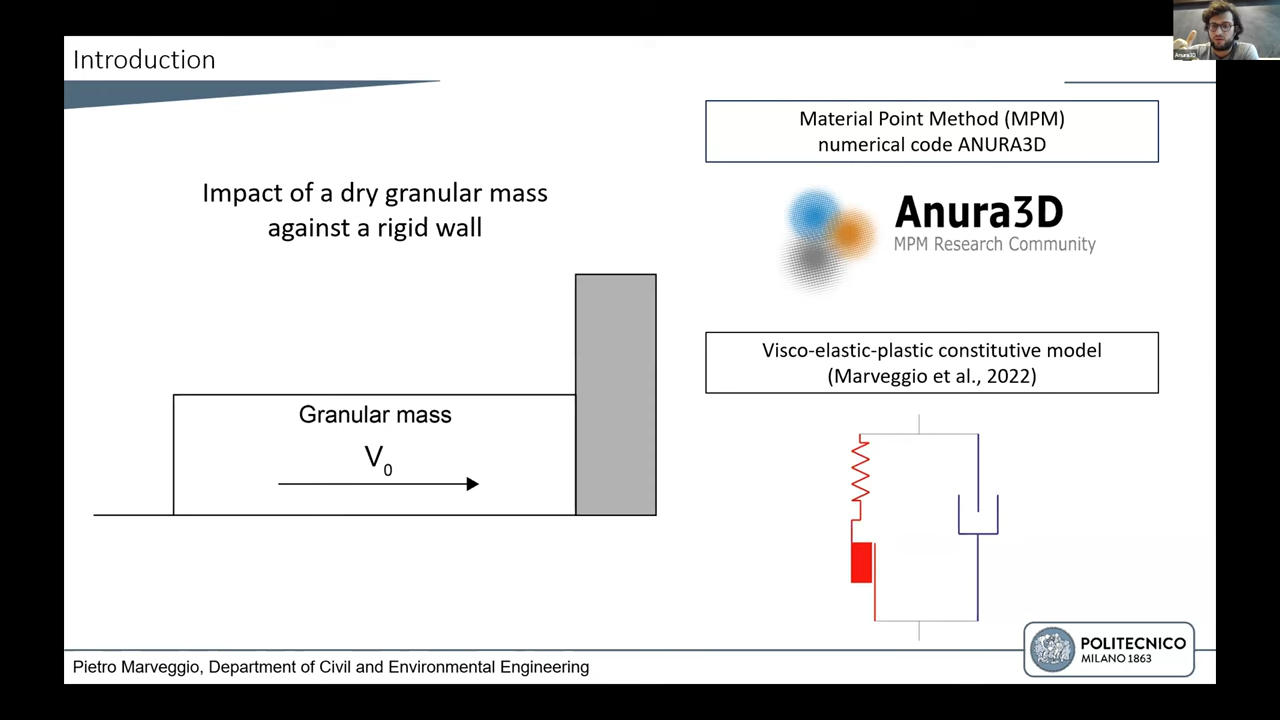 Introduction
Impact of a dry granular mass
against a rigid wall
Granular mass
V0
Material Point Method (MPM)
numerical code ANURA3D
Anura3D
MPM Research Community
Visco-elastic-plastic constitutive model
(Marveggio et al., 2022)
Pietro Marveggio, Department of Civil and Environmental Engineering
POLITECNICO
MILANO 1863
Anura3D